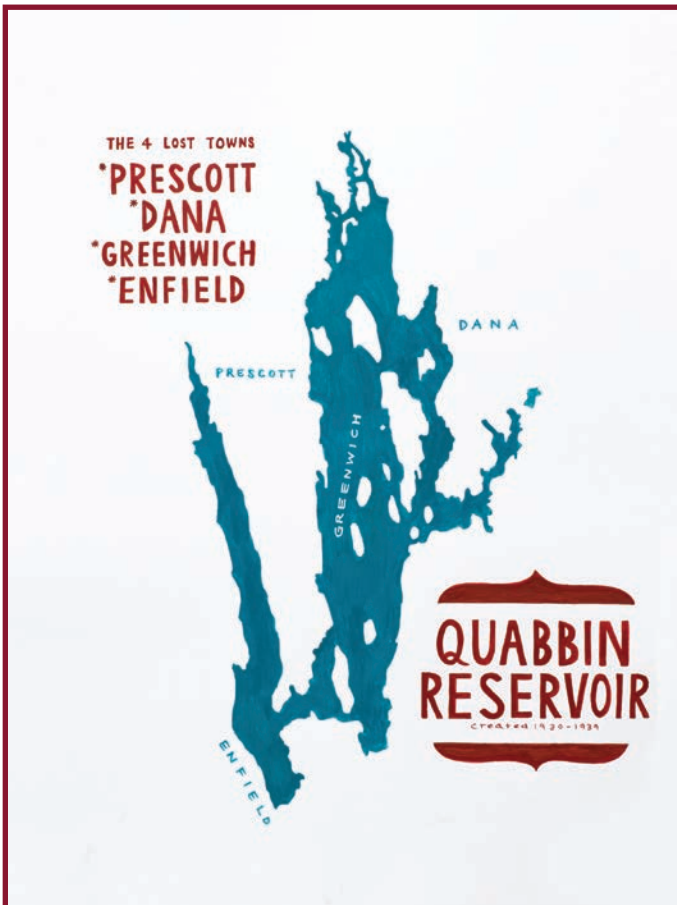 THE 4 LOST TOWNS
*PRESCOTT
*DANA
*GREENWICH
*ENFIELD
DANA
PRESCOTT
GREENWICH
QUABBIN
RESERVOIR
created 1930-1939
ENFIELD